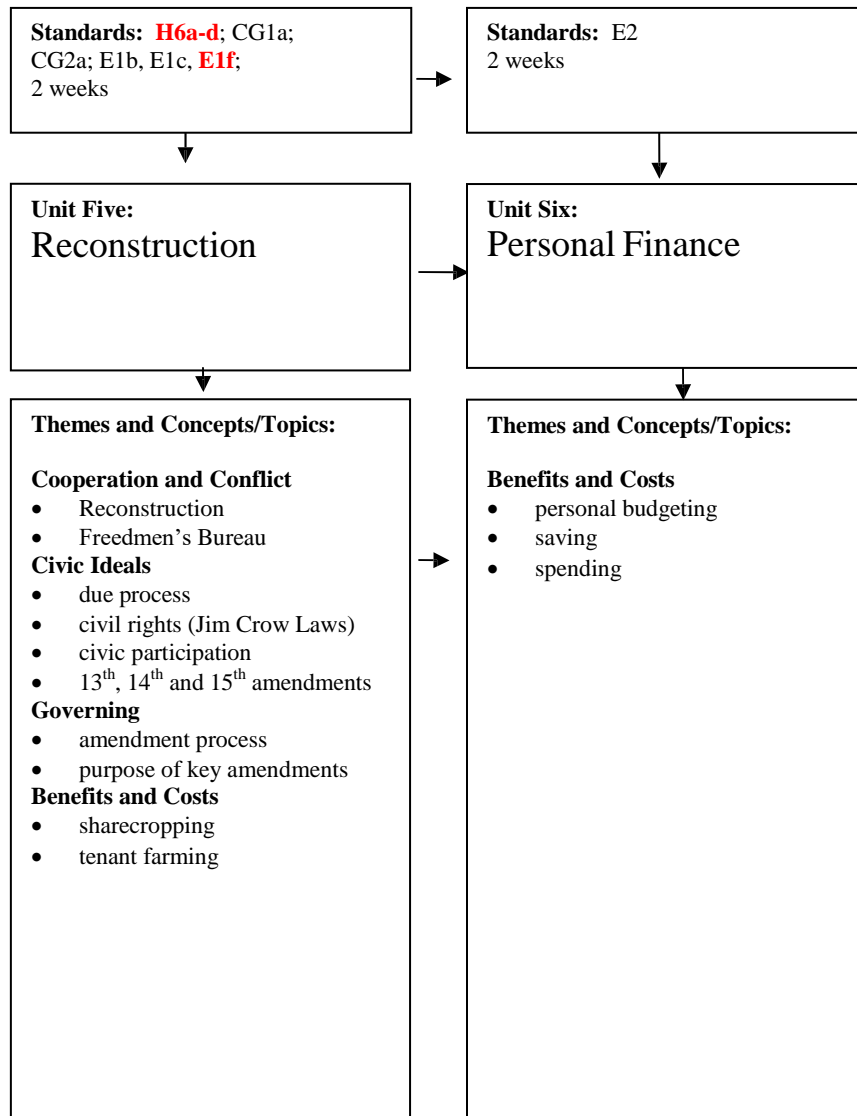 Standards: H6a-d; CG1a;
CG2a; E1b, E1c, E1f;
2 weeks
Standards: E2
2 weeks
Unit Five:
Reconstruction
Unit Six:
Personal Finance
Themes and Concepts/Topics:
Cooperation and Conflict
• Reconstruction
• Freedmen’s Bureau
Civic Ideals
• due process
• civil rights (Jim Crow Laws)
• civic participation
• 13th, 14th and 15th amendments
Governing
• amendment process
• purpose of key amendments
Benefits and Costs
• sharecropping
• tenant farming
Themes and Concepts/Topics:
Benefits and Costs
• personal budgeting
• saving
• spending